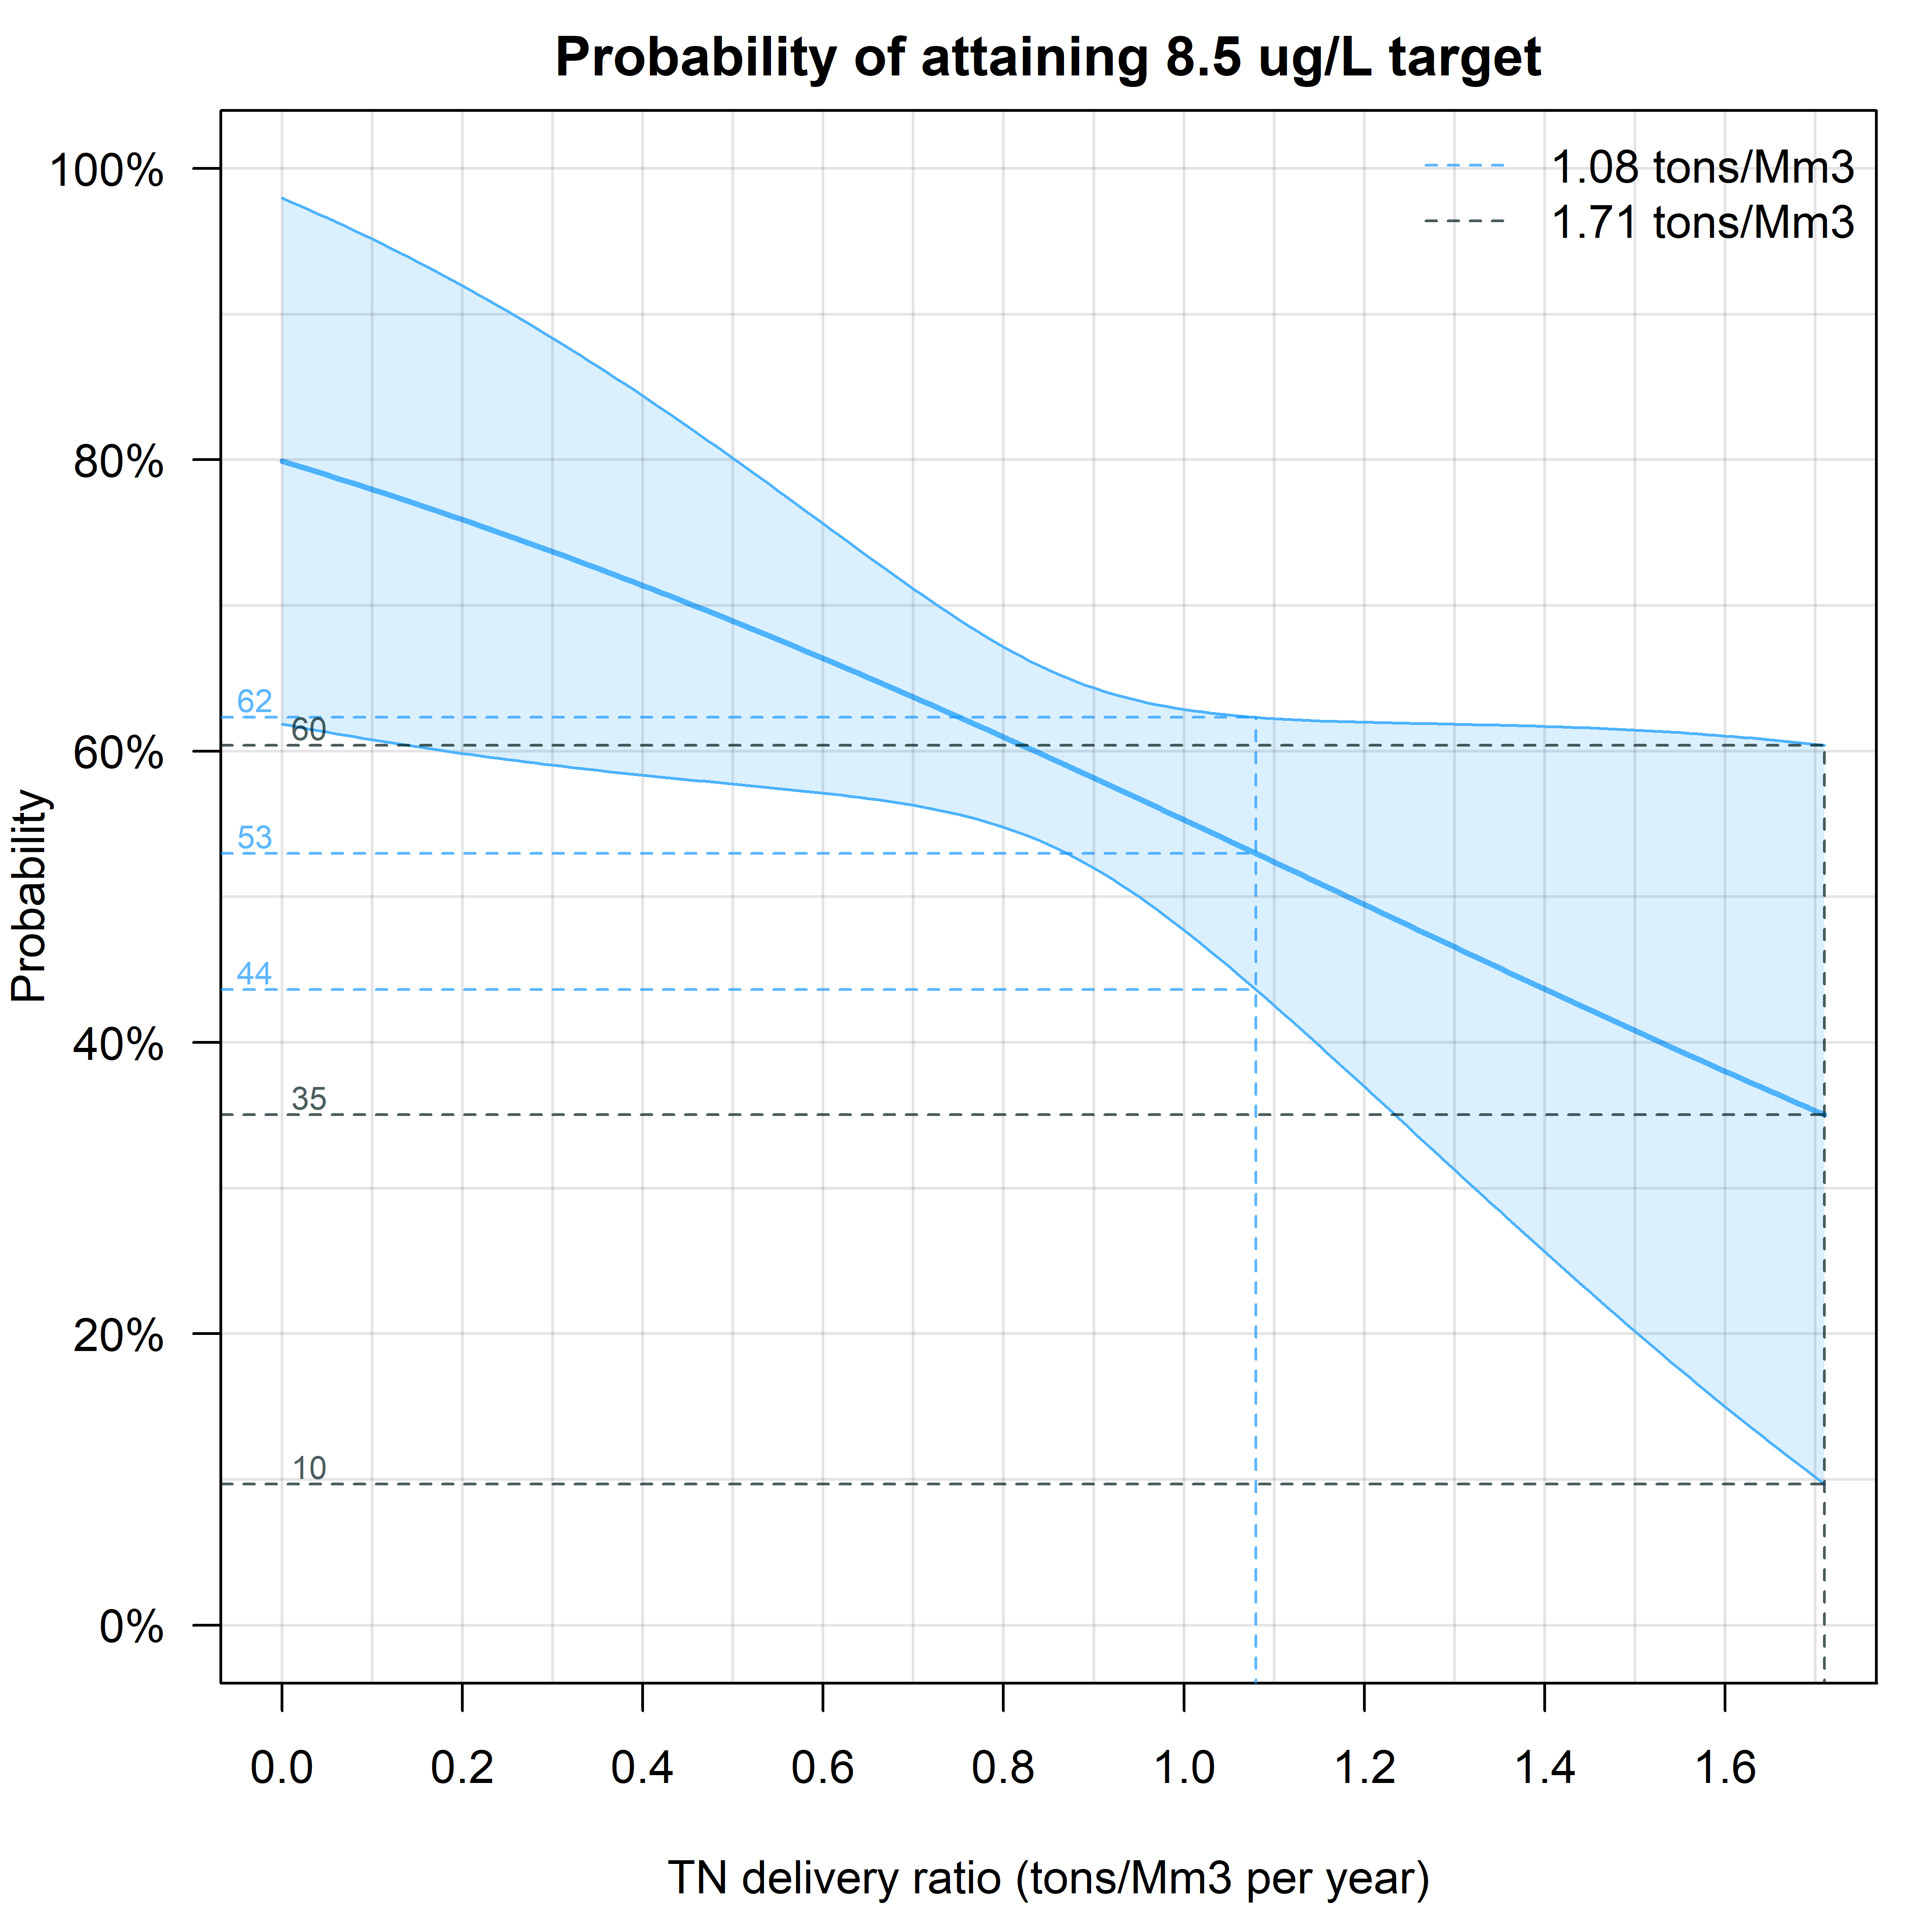 Probability of attaining 8.5 ug/L target
1.08 tons/Mm3
1.71 tons/Mm3
100%
80%
60%
40%
20%
0%
Probability
62
60
53
44
35
10
0.0 0.2 0.4 0.6 0.8 1.0 1.2 1.4 1.6
TN delivery ratio (tons/Mm3 per year)